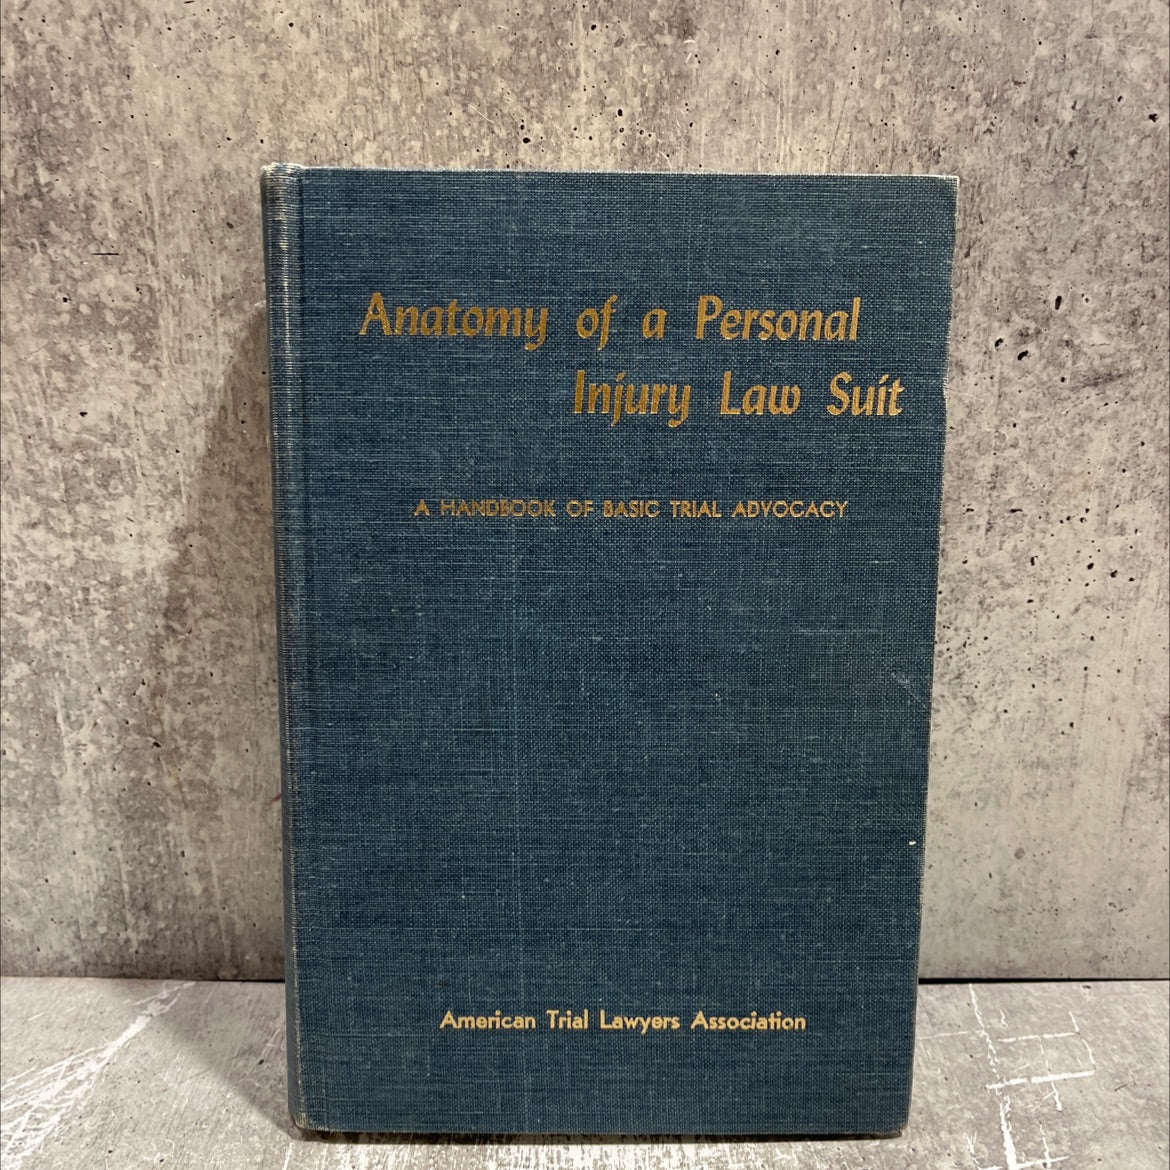 Anatomy of a Personal
Injury Law Suit
A HANDBOOK OF BASIC TRIAL ADVOCACY
American Trial Lawyers Association